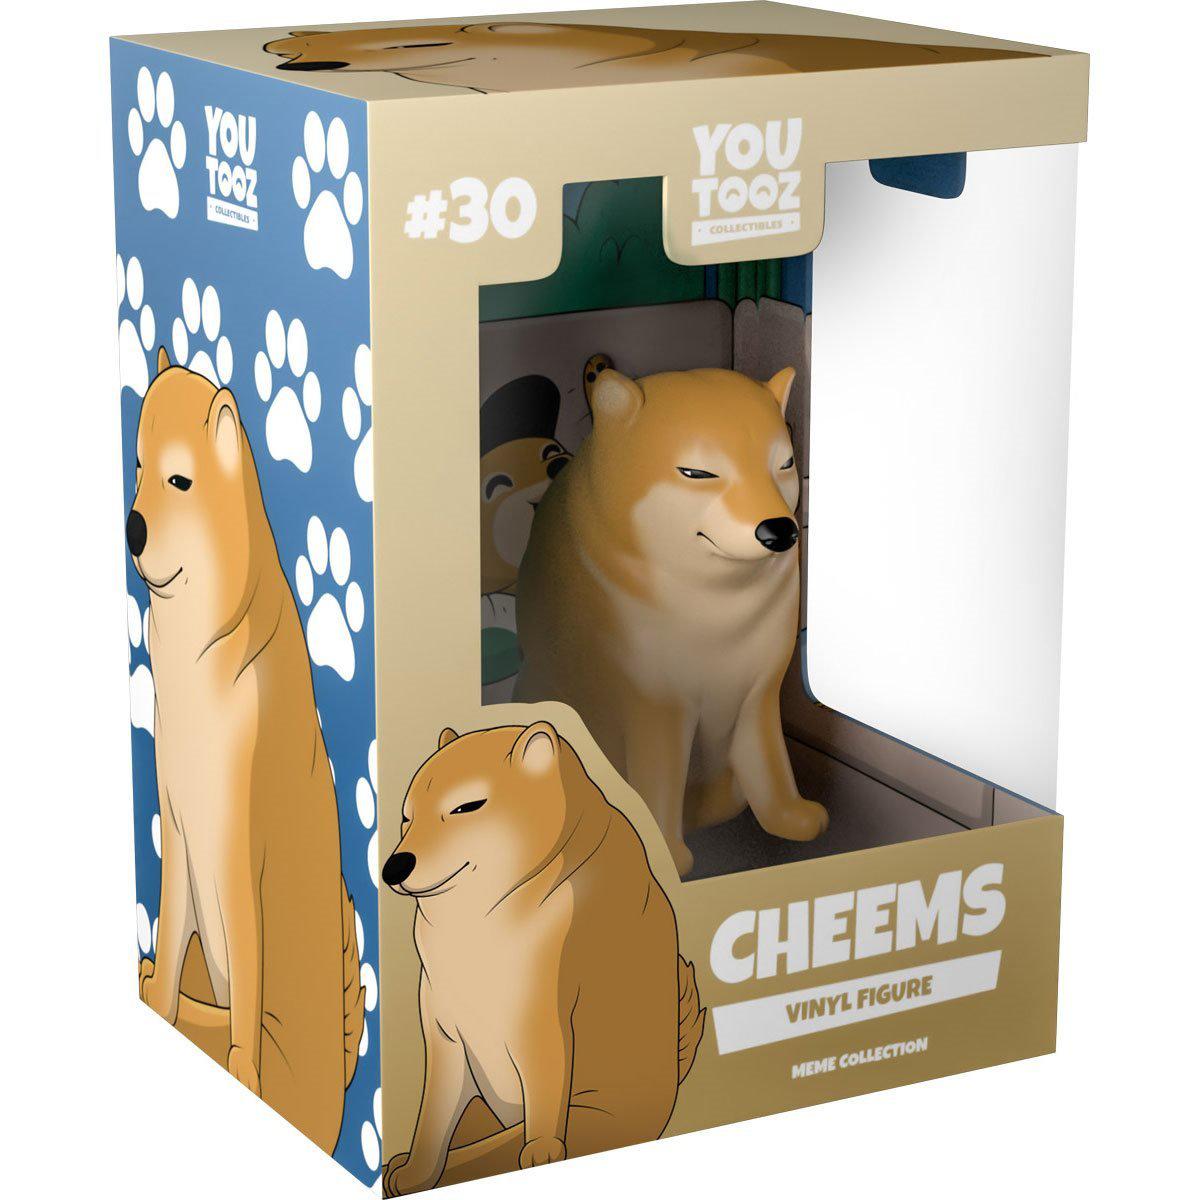 YOU
TOOZ
COLLECTIBLES
#30
YOU
TOOZ
· COLLECTIBLES ·
CHEEMS
VINYL FIGURE
MEME COLLECTION